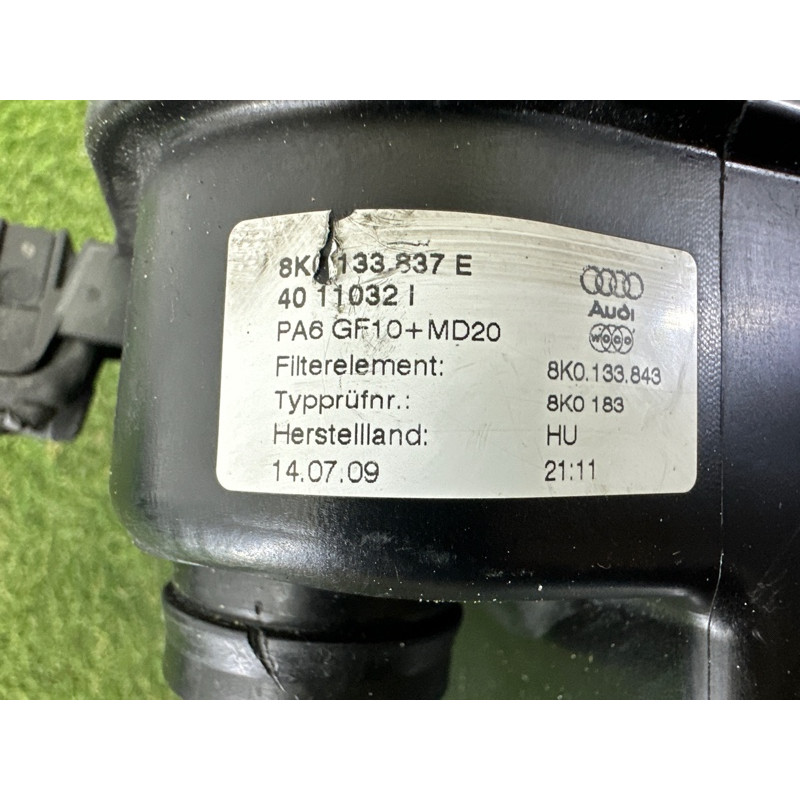 8K0 133 837 E
40 11032 I
PA6 GF10+MD20
Audi
Filterelement: 8K0.133.843
Typprüfnr.: 8K0 183
Herstellland: HU
14.07.09 21:11